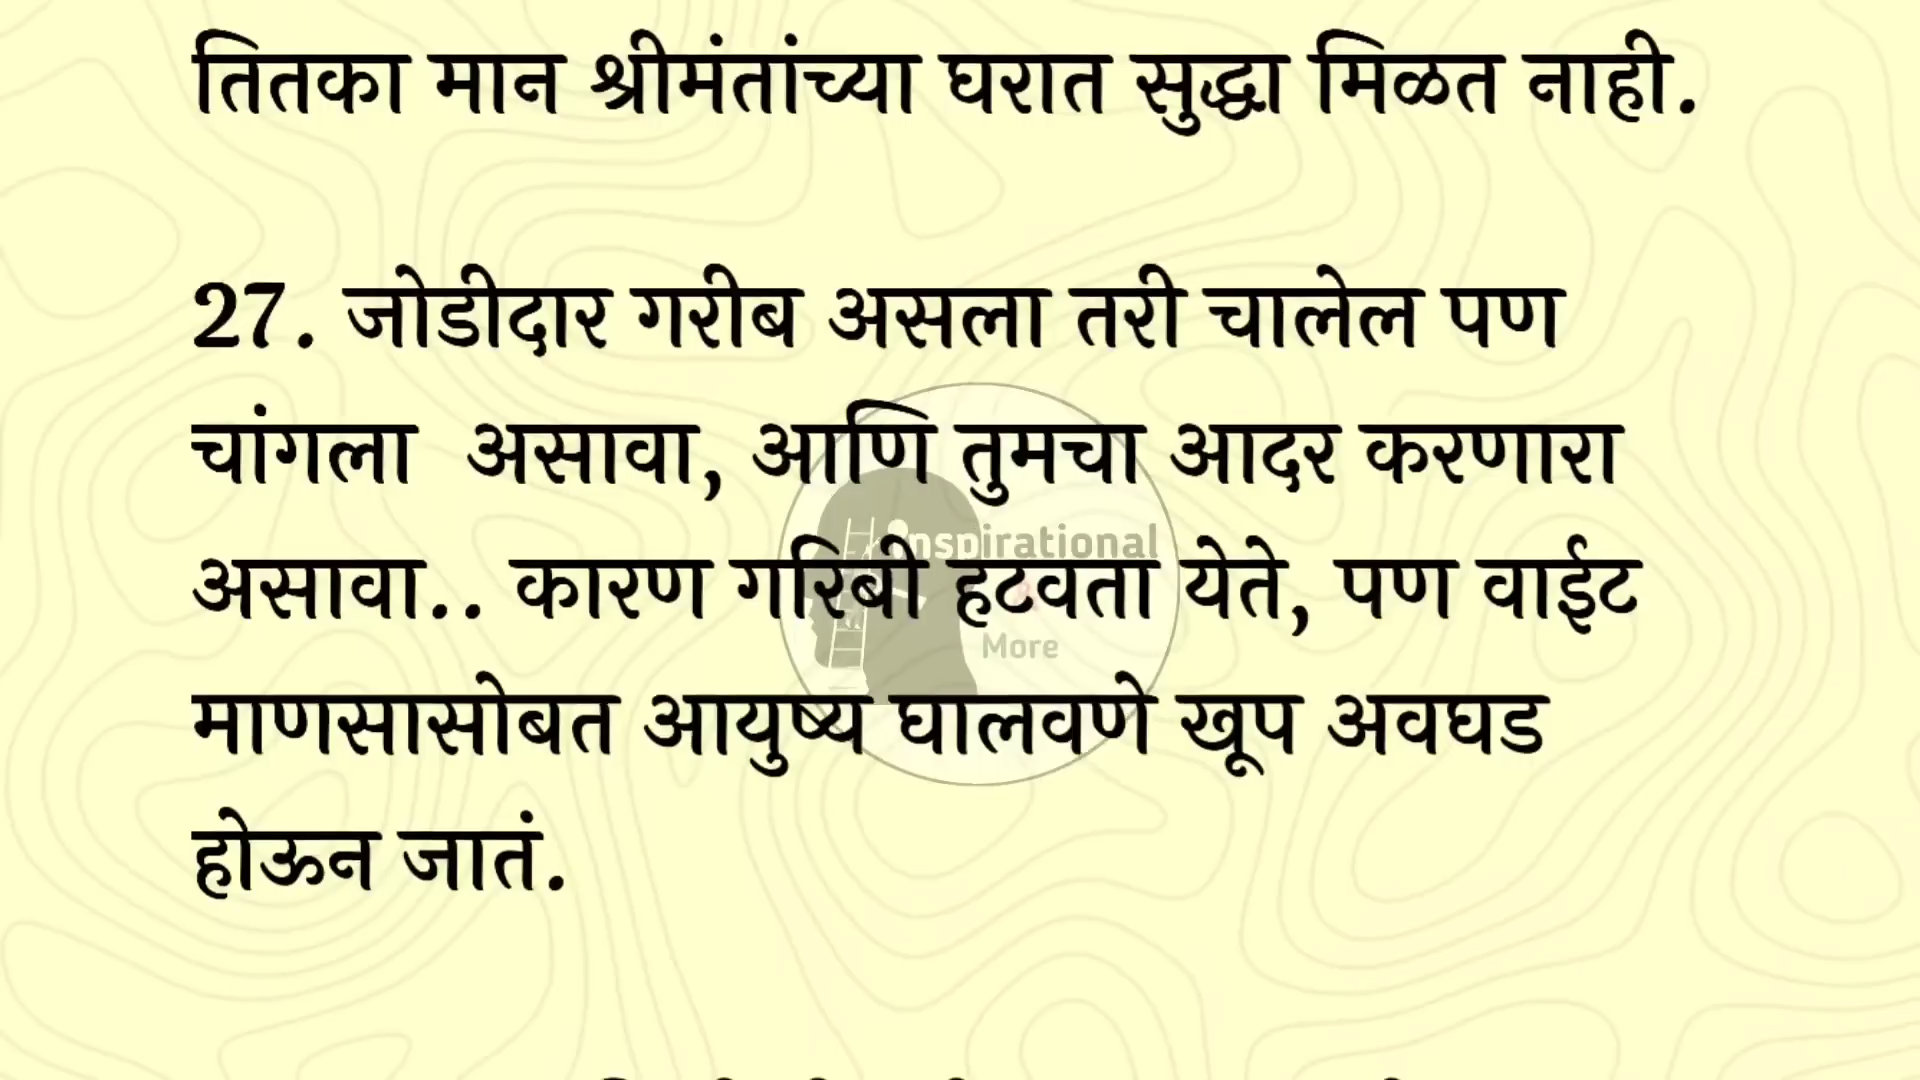 तितका मान श्रीमंतांच्या घरात सुद्धा मिळत नाही.
27. जोडीदार गरीब असला तरी चालेल पण
चांगला असावा, आणि तुमचा आदर करणारा
nspirational
असावा.. कारण गरिबी हटवता येते, पण वाईट
More
माणसासोबत आयुष्य घालवणे खूप अवघड
होऊन जातं.